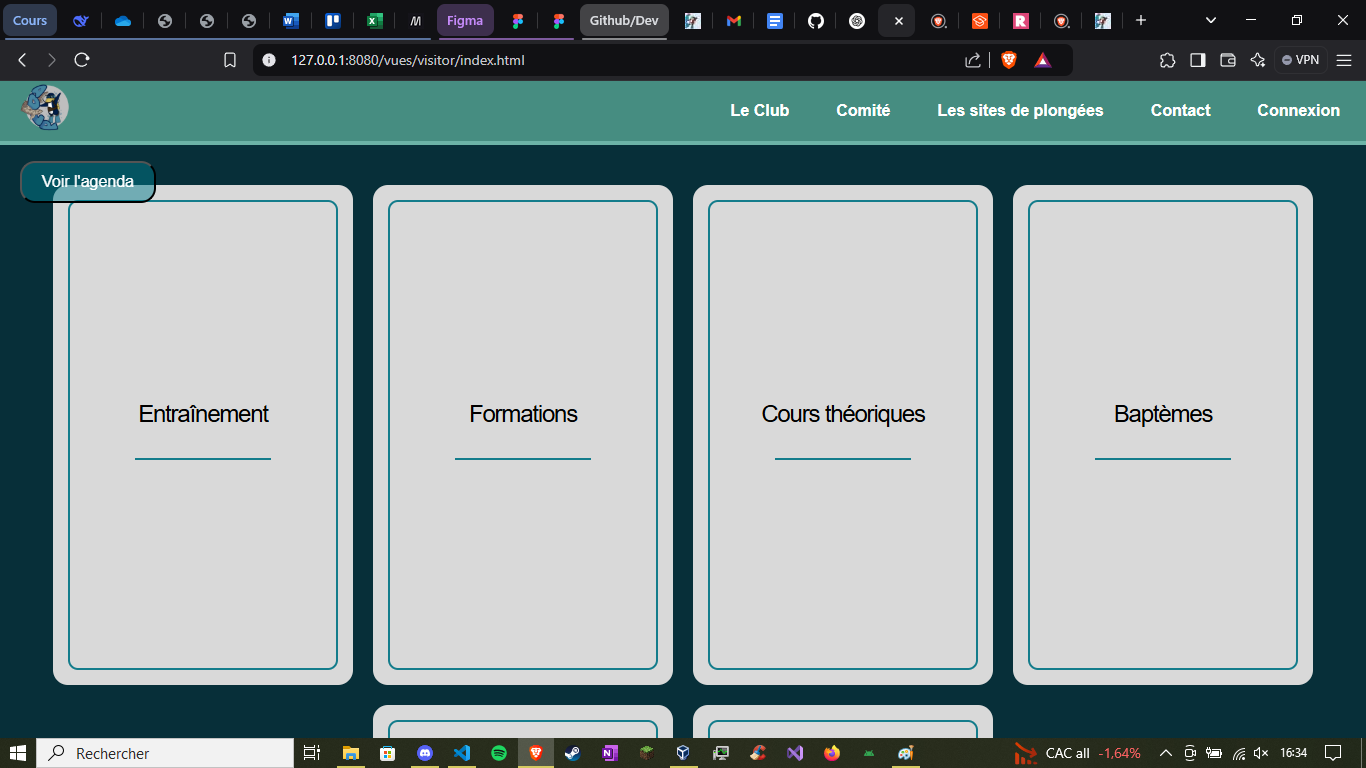 Cours
Figma
Github/Dev
127.0.0.1:8080/vues/visitor/index.html
VPN
Le Club
Comité
Les sites de plongées
Contact
Connexion
Voir l'agenda
Entraînement
Formations
Cours théoriques
Baptèmes
Rechercher
CAC all -1,64%
16:34